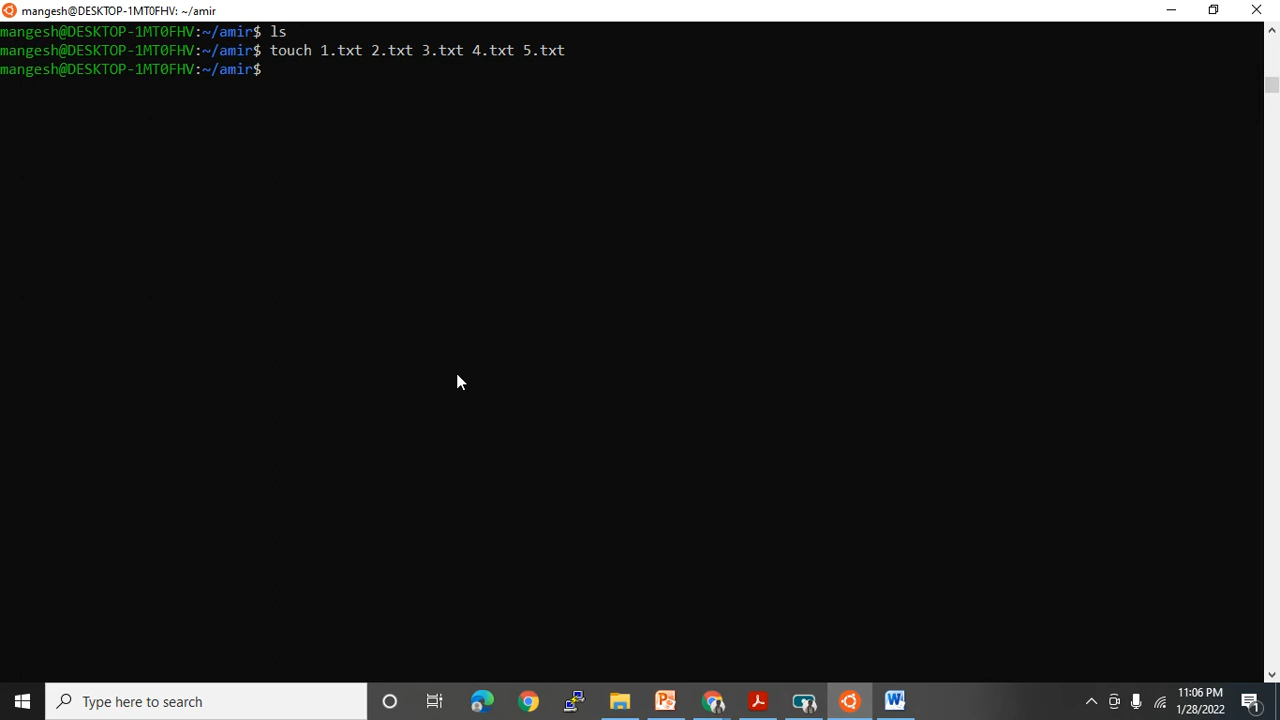 mangesh@DESKTOP-1MT0FHV: ~/amir
mangesh@DESKTOP-1MT0FHV:~/amir$ ls
mangesh@DESKTOP-1MT0FHV:~/amir$ touch 1.txt 2.txt 3.txt 4.txt 5.txt
mangesh@DESKTOP-1MT0FHV:~/amir$
Type here to search
11:06 PM
1/28/2022